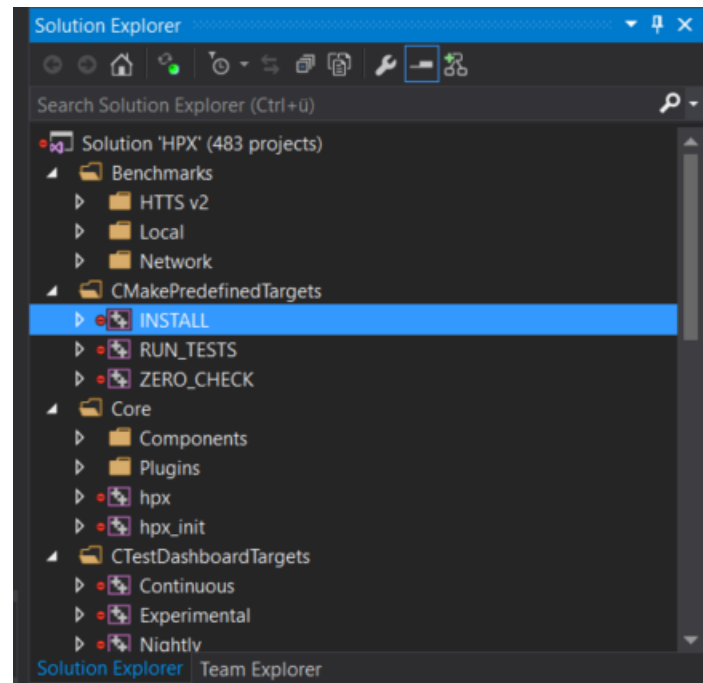 Solution Explorer
Search Solution Explorer (Ctrl+ü)
Solution 'HPX' (483 projects)
Benchmarks
HTTS v2
Local
Network
CMakePredefinedTargets
INSTALL
RUN_TESTS
ZERO_CHECK
Core
Components
Plugins
hpx
hpx_init
CTestDashboardTargets
Continuous
Experimental
Nightly
Solution Explorer Team Explorer